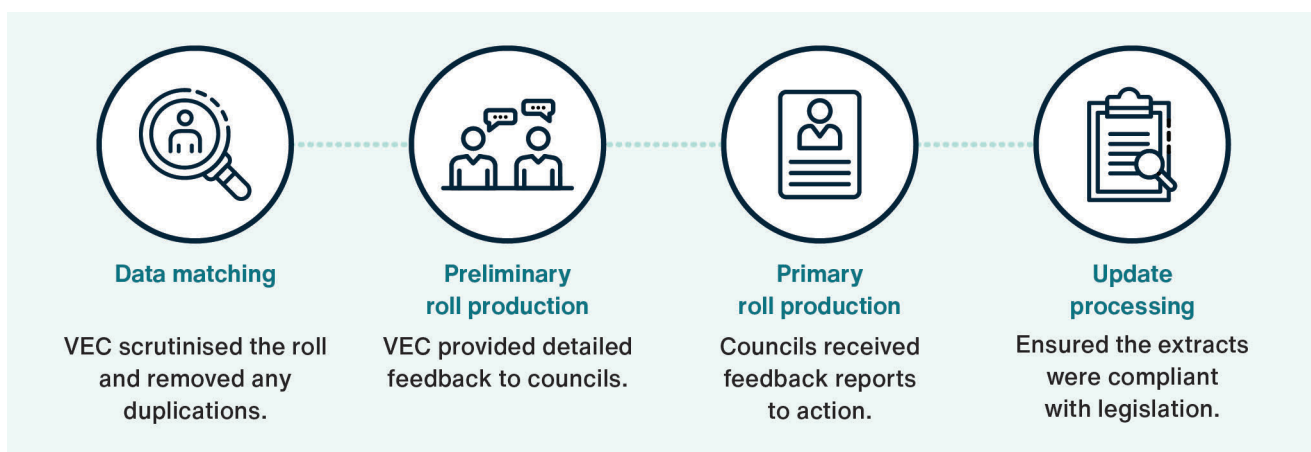 Data matching
VEC scrutinised the roll
and removed any
duplications.
Preliminary
roll production
VEC provided detailed
feedback to councils.
Primary
roll production
Councils received
feedback reports
to action.
Update
processing
Ensured the extracts
were compliant
with legislation.